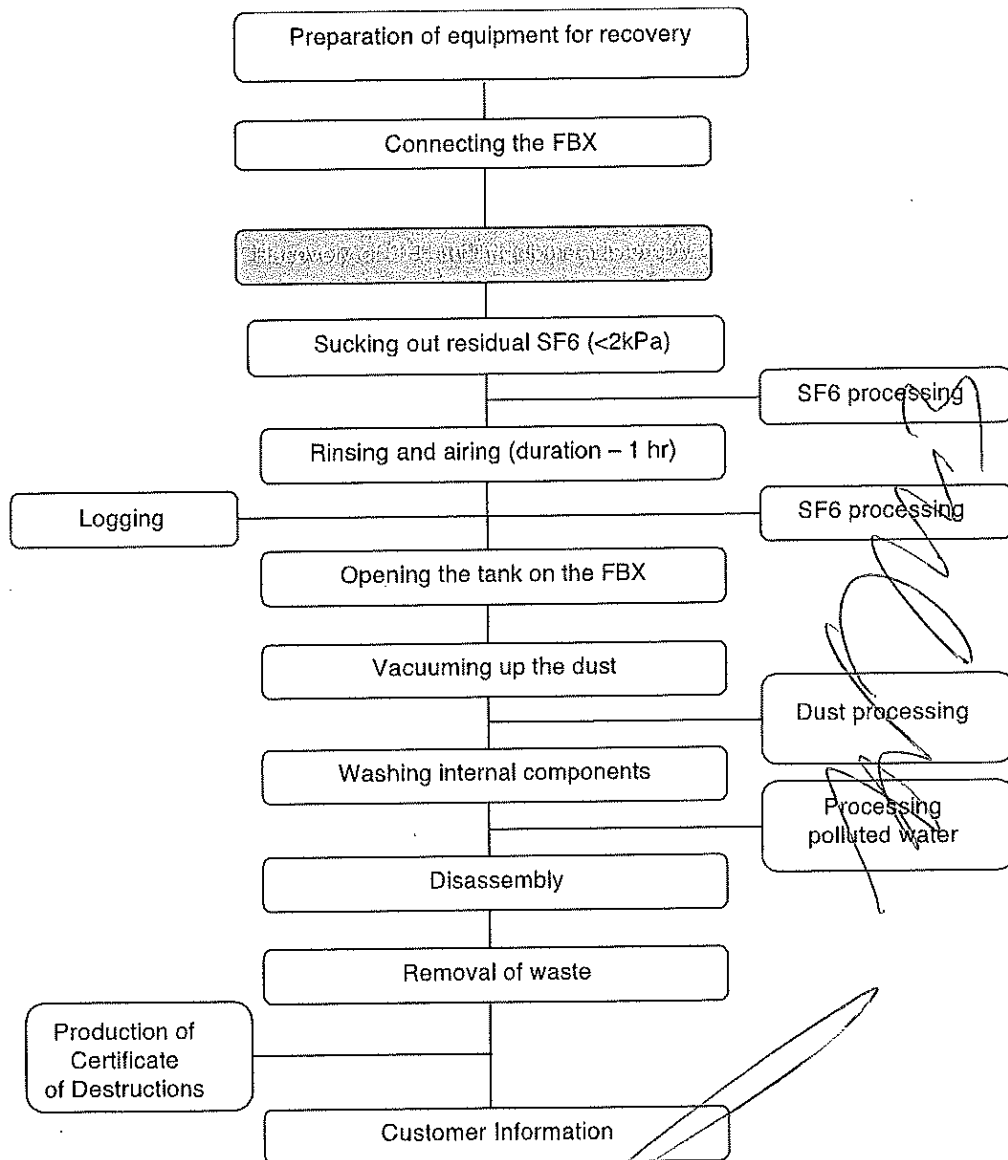 Preparation of equipment for recovery
Connecting the FBX
Sucking out residual SF6 (<2kPa)
SF6 processing
Rinsing and airing (duration – 1 hr)
Logging
SF6 processing
Opening the tank on the FBX
Vacuuming up the dust
Dust processing
Washing internal components
Processing
polluted water
Disassembly
Removal of waste
Production of
Certificate
of Destructions
Customer Information